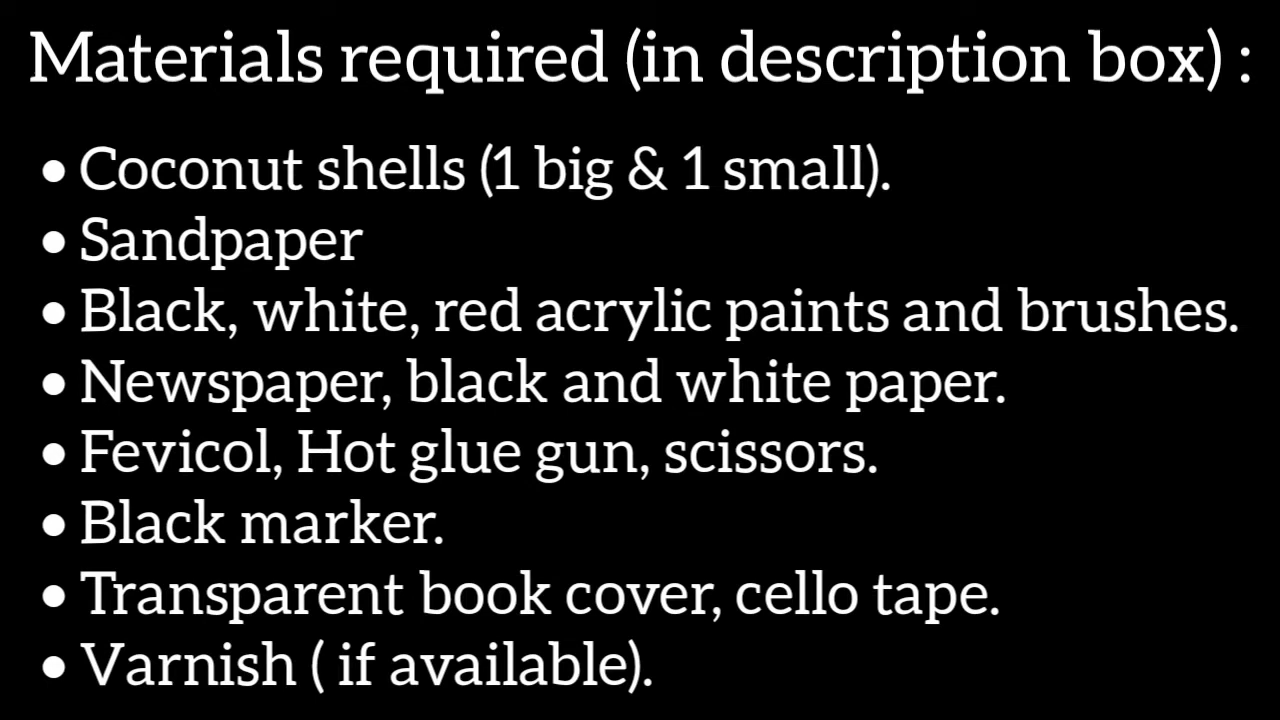 Materials required (in description box) :
• Coconut shells (1 big & 1 small).
• Sandpaper
• Black, white, red acrylic paints and brushes.
• Newspaper, black and white paper.
• Fevicol, Hot glue gun, scissors.
• Black marker.
• Transparent book cover, cello tape.
• Varnish ( if available).